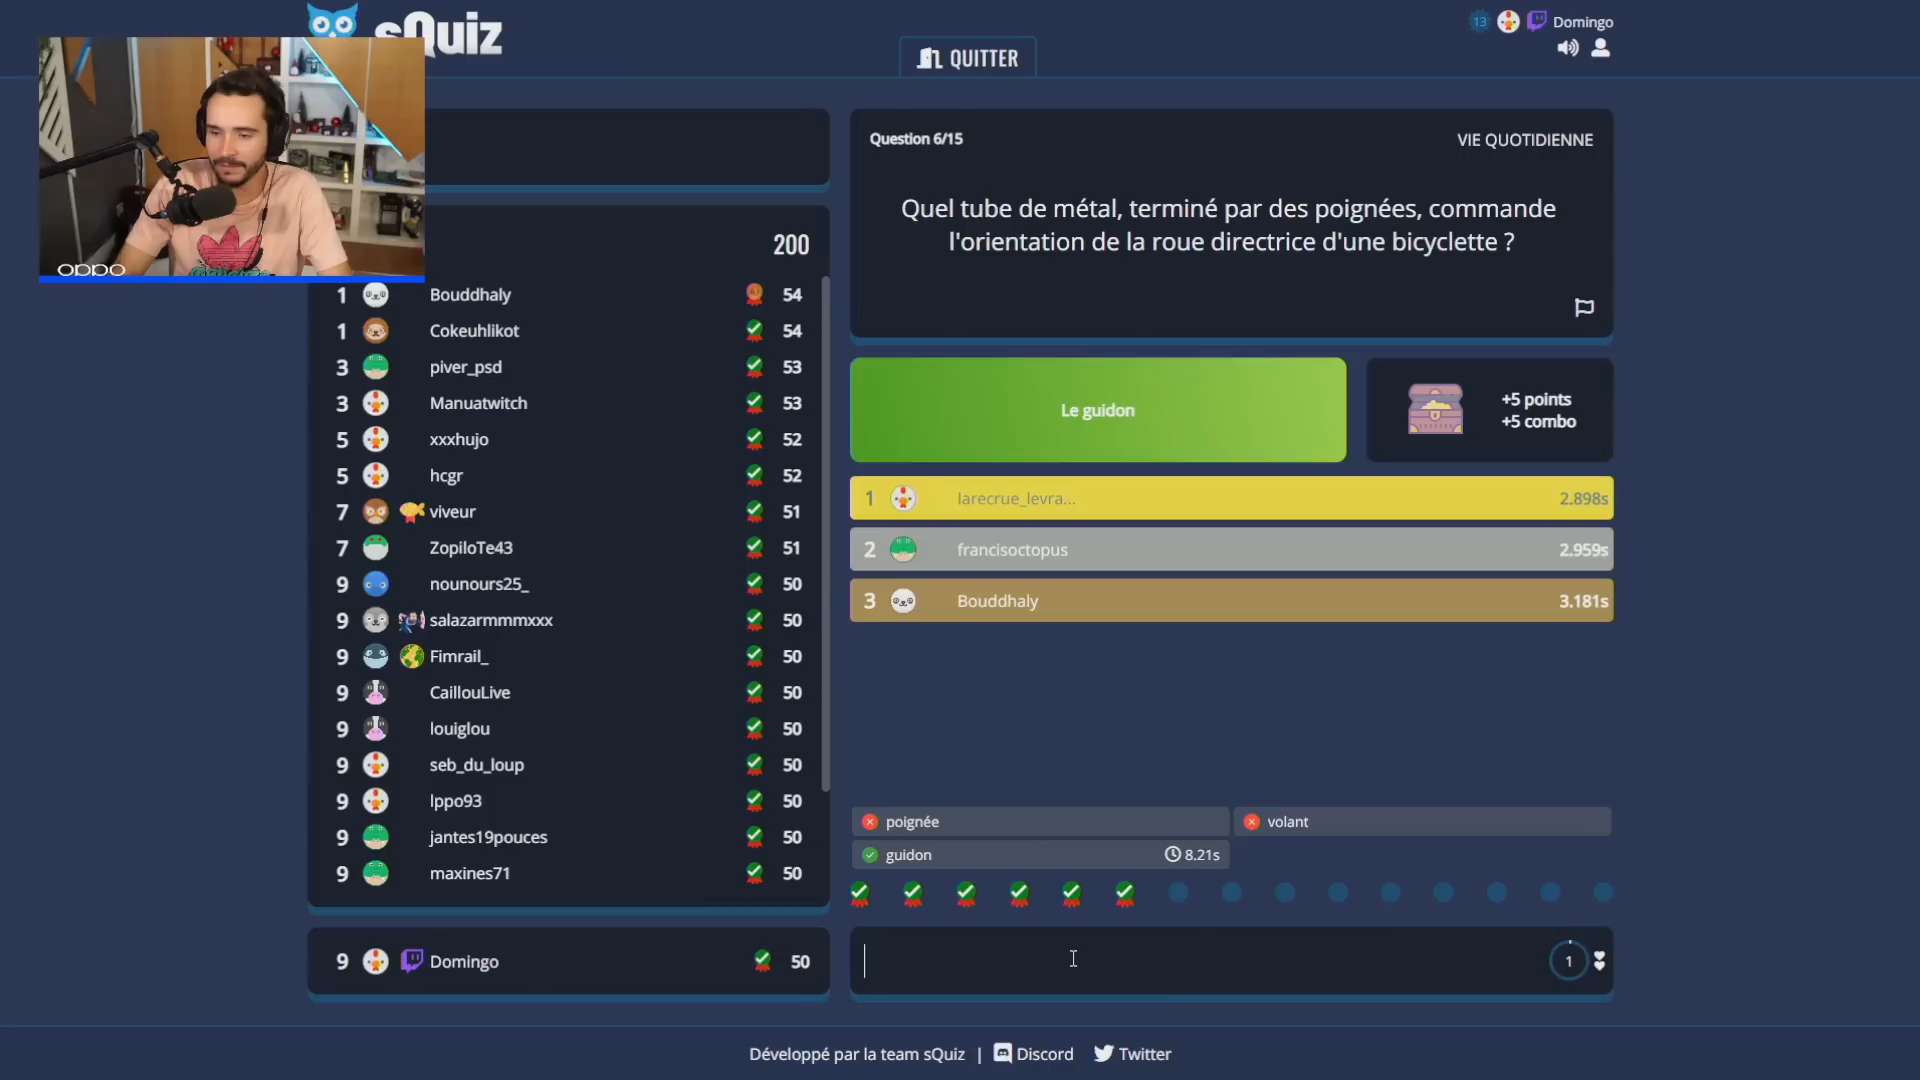 sQuiz
QUITTER
13
Domingo
oppo
200
1 Bouddhaly 54
1 Cokeuhlikot 54
3 piver_psd 53
3 Manuatwitch 53
5 xxxhujo 52
5 hcgr 52
7 viveur 51
7 ZopiloTe43 51
9 nounours25_ 50
9 salazarmmmxxx 50
9 Fimrail_ 50
9 CaillouLive 50
9 louiglou 50
9 seb_du_loup 50
9 lppo93 50
9 jantes19pouces 50
9 maxines71 50
9 Domingo 50
Question 6/15
VIE QUOTIDIENNE
Quel tube de métal, terminé par des poignées, commande
l'orientation de la roue directrice d'une bicyclette ?
Le guidon
+5 points
+5 combo
1 larecrue_levra... 2.898s
2 francisoctopus 2.959s
3 Bouddhaly 3.181s
poignée
volant
guidon 8.21s
1
Développé par la team sQuiz | Discord Twitter